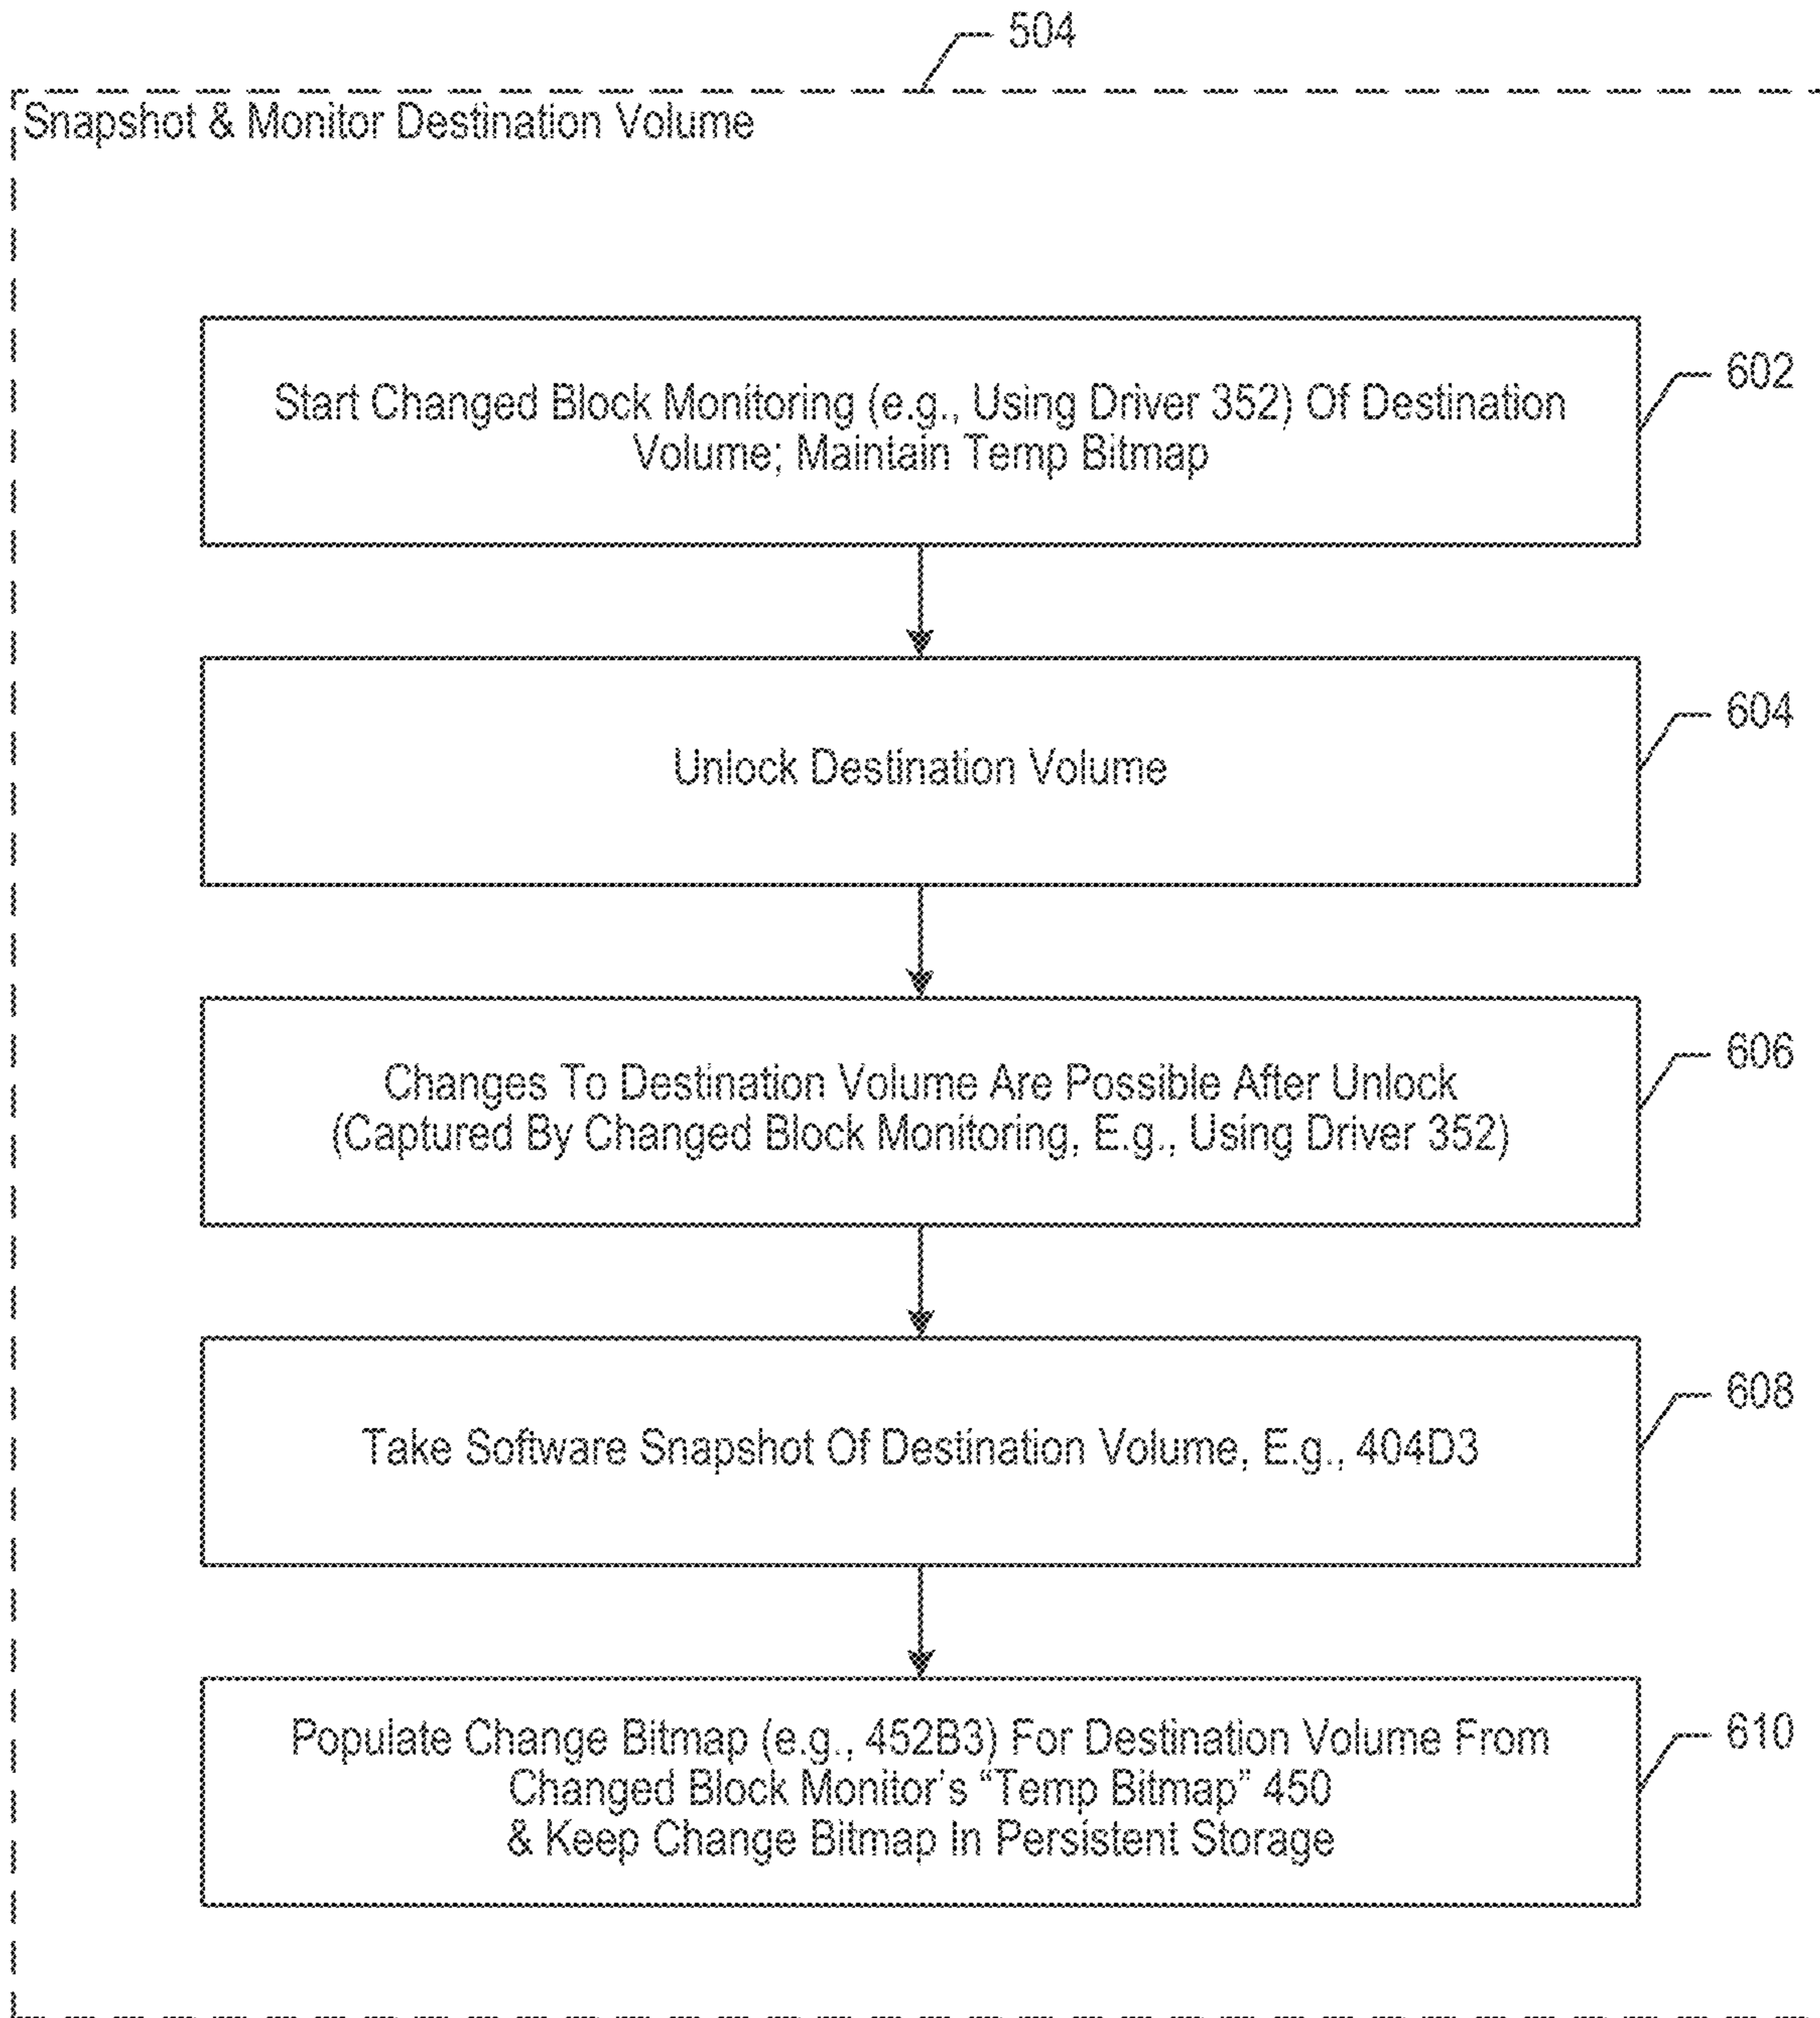 504
Snapshot & Monitor Destination Volume
Start Changed Block Monitoring (e.g., Using Driver 352) Of Destination
Volume; Maintain Temp Bitmap
602
Unlock Destination Volume
604
Changes To Destination Volume Are Possible After Unlock
(Captured By Changed Block Monitoring, E.g., Using Driver 352)
606
Take Software Snapshot Of Destination Volume, E.g., 404D3
608
Populate Change Bitmap (e.g., 452B3) For Destination Volume From
Changed Block Monitor's “Temp Bitmap” 450
& Keep Change Bitmap In Persistent Storage
610